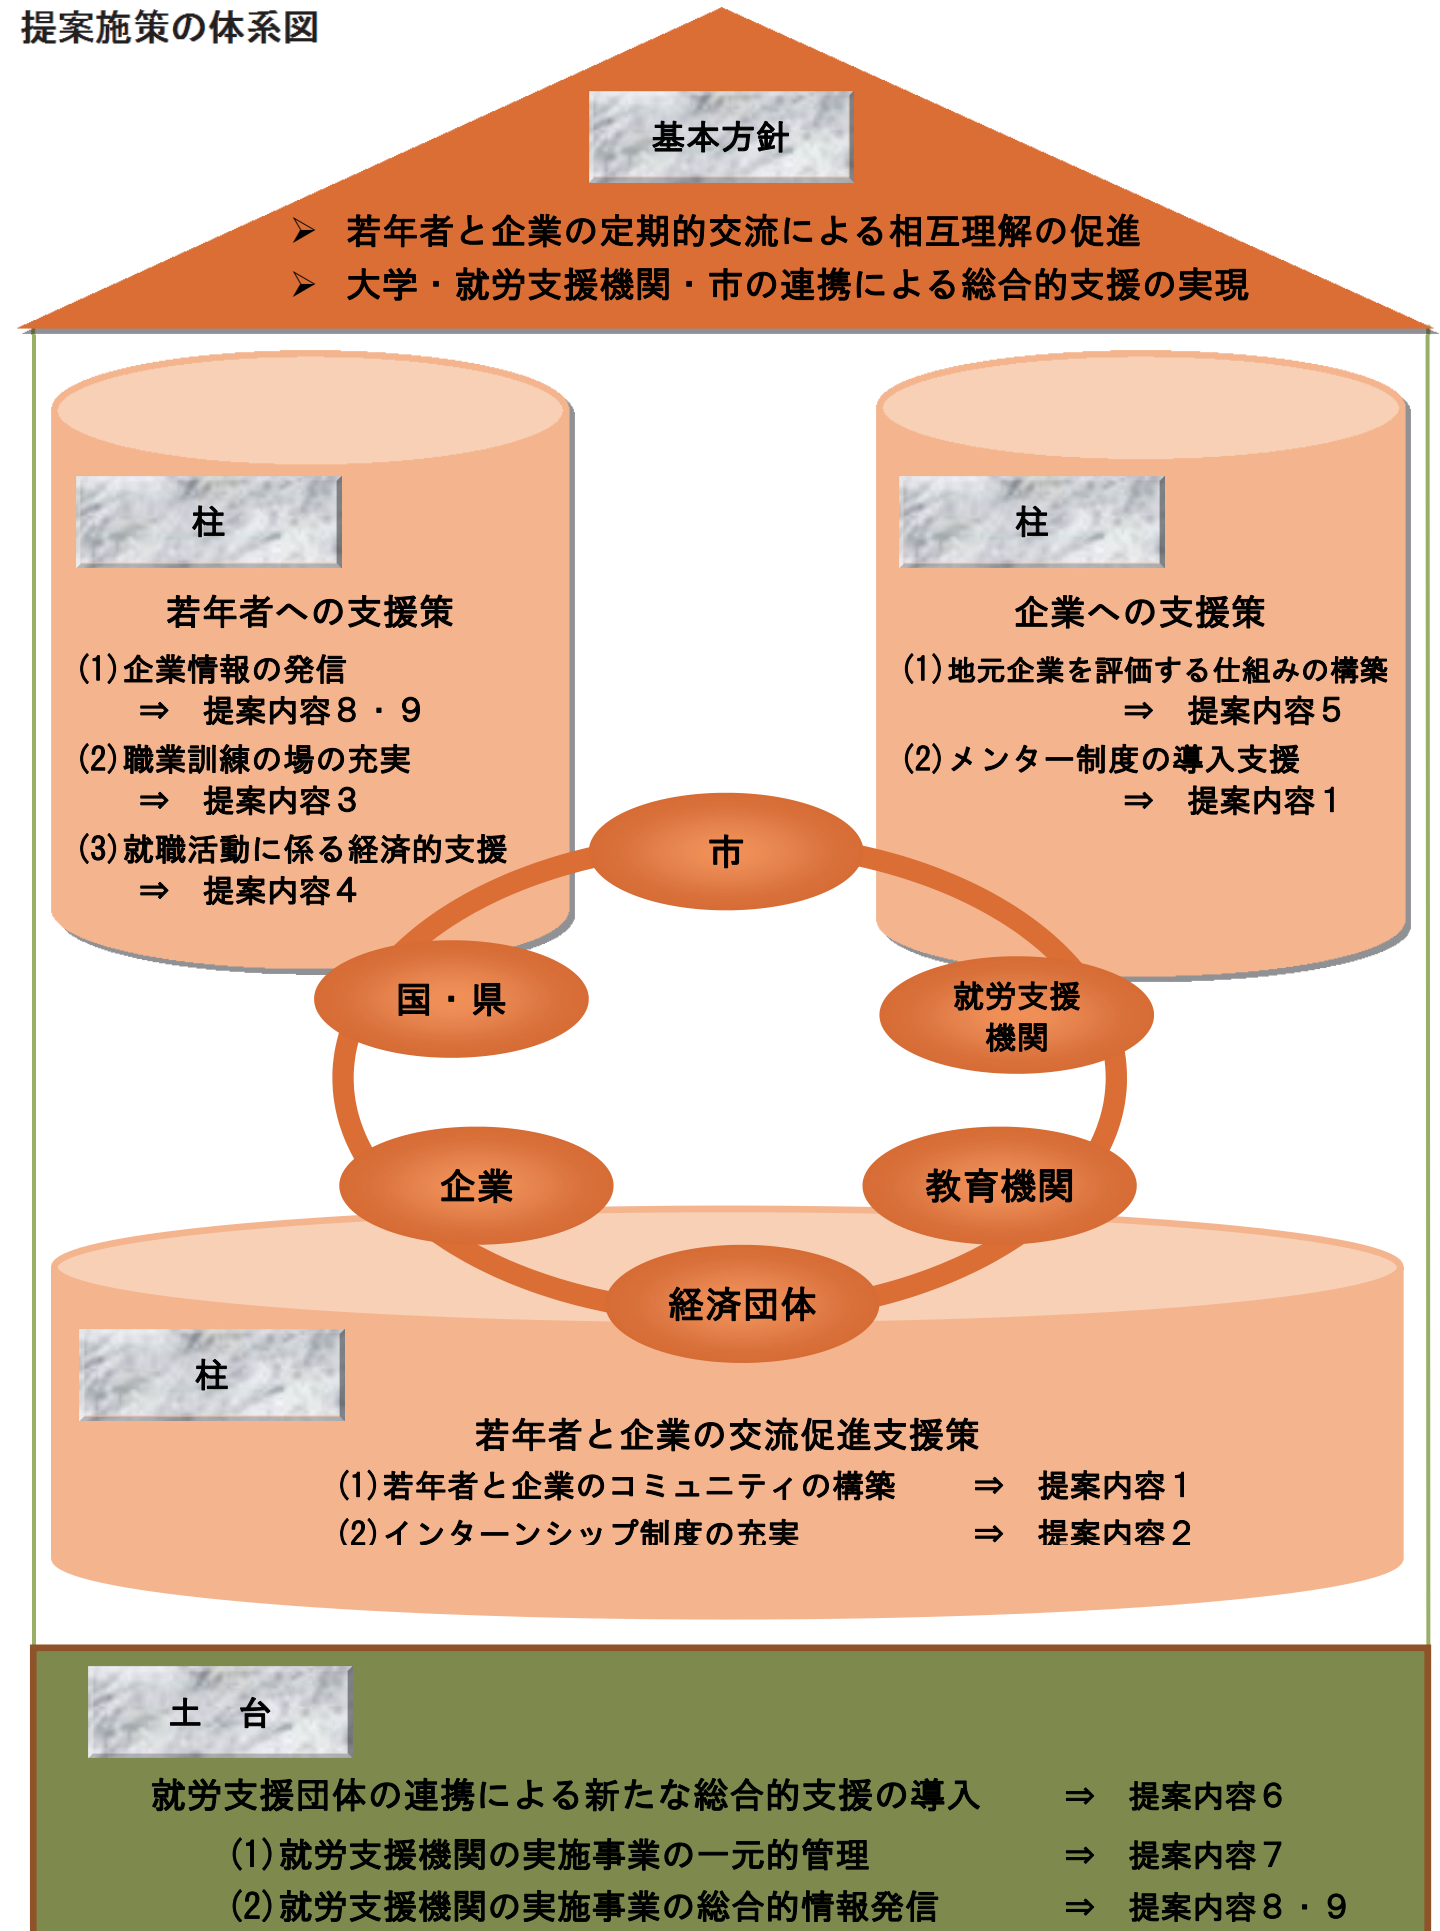 提案施策の体系図
基本方針
➢ 若年者と企業の定期的交流による相互理解の促進
➢ 大学・就労支援機関・市の連携による総合的支援の実現
柱
若年者への支援策
(1)企業情報の発信
⇒ 提案内容８・９
(2)職業訓練の場の充実
⇒ 提案内容３
(3)就職活動に係る経済的支援
⇒ 提案内容４
柱
企業への支援策
(1)地元企業を評価する仕組みの構築
⇒ 提案内容５
(2)メンター制度の導入支援
⇒ 提案内容１
市
国・県
就労支援
機関
企業
教育機関
経済団体
柱
若年者と企業の交流促進支援策
(1)若年者と企業のコミュニティの構築 ⇒ 提案内容１
(2)インターンシップ制度の充実 ⇒ 提案内容２
土　台
就労支援団体の連携による新たな総合的支援の導入 ⇒ 提案内容６
(1)就労支援機関の実施事業の一元的管理 ⇒ 提案内容７
(2)就労支援機関の実施事業の総合的情報発信 ⇒ 提案内容８・９